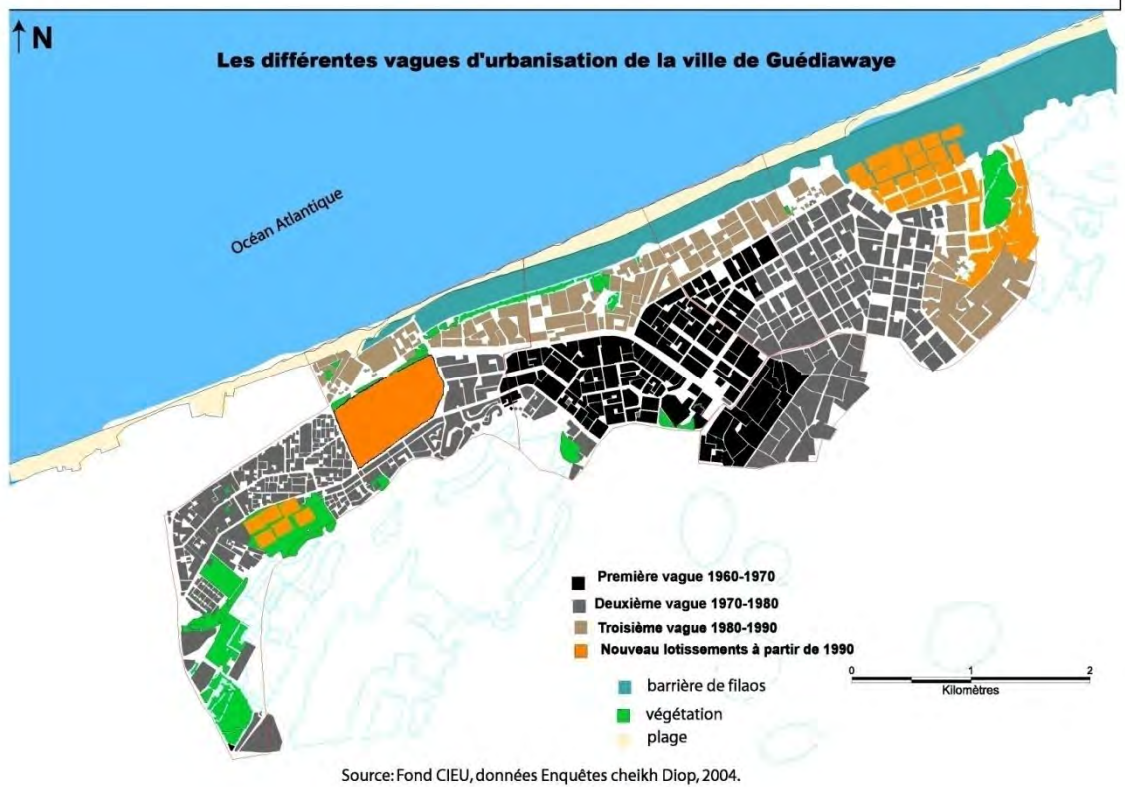 N
Les différentes vagues d'urbanisation de la ville de Guédiawaye
Océan Atlantique
Première vague 1960-1970
Deuxième vague 1970-1980
Troisième vague 1980-1990
Nouveau lotissements à partir de 1990
barrière de filaos
végétation
plage
0 1 2
Kilomètres
Source: Fond CIEU, données Enquêtes cheikh Diop, 2004.